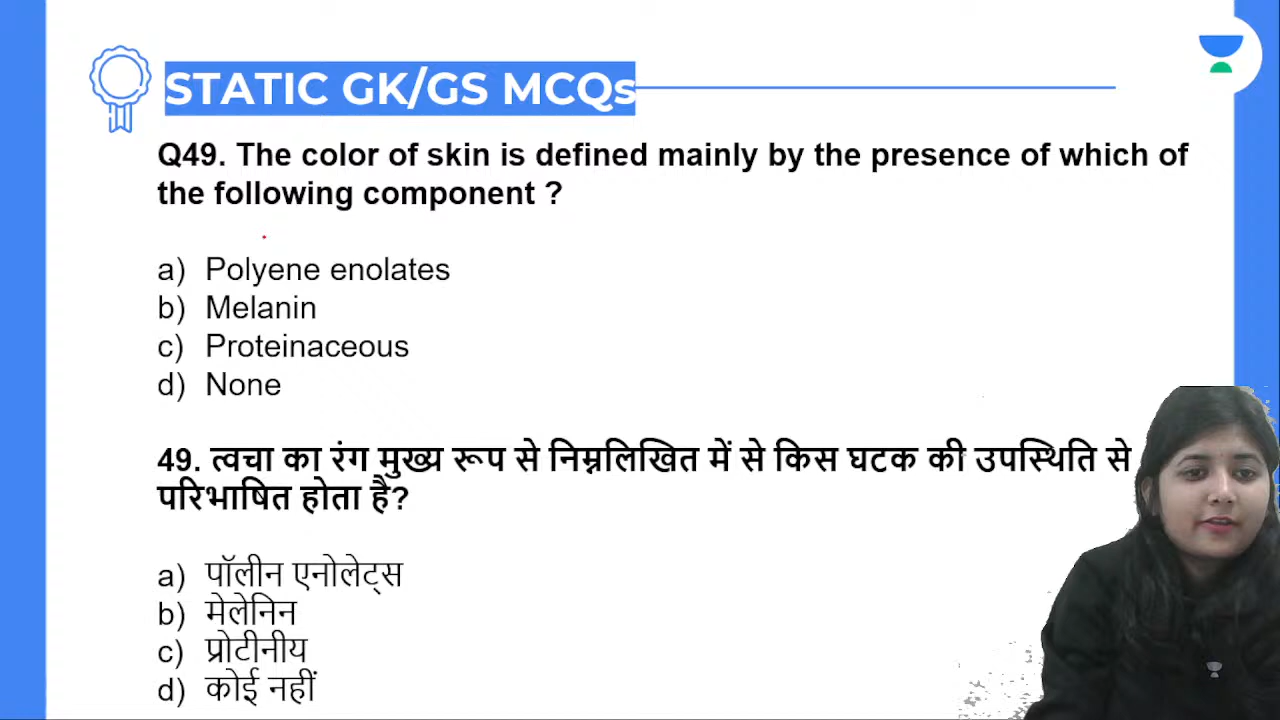 STATIC GK/GS MCQs
Q49. The color of skin is defined mainly by the presence of which of
the following component ?
a) Polyene enolates
b) Melanin
c) Proteinaceous
d) None
49. त्वचा का रंग मुख्य रूप से निम्नलिखित में से किस घटक की उपस्थिति से
परिभाषित होता है?
a) पॉलीन एनोलेट्स
b) मेलेनिन
c) प्रोटीनीय
d) कोई नहीं